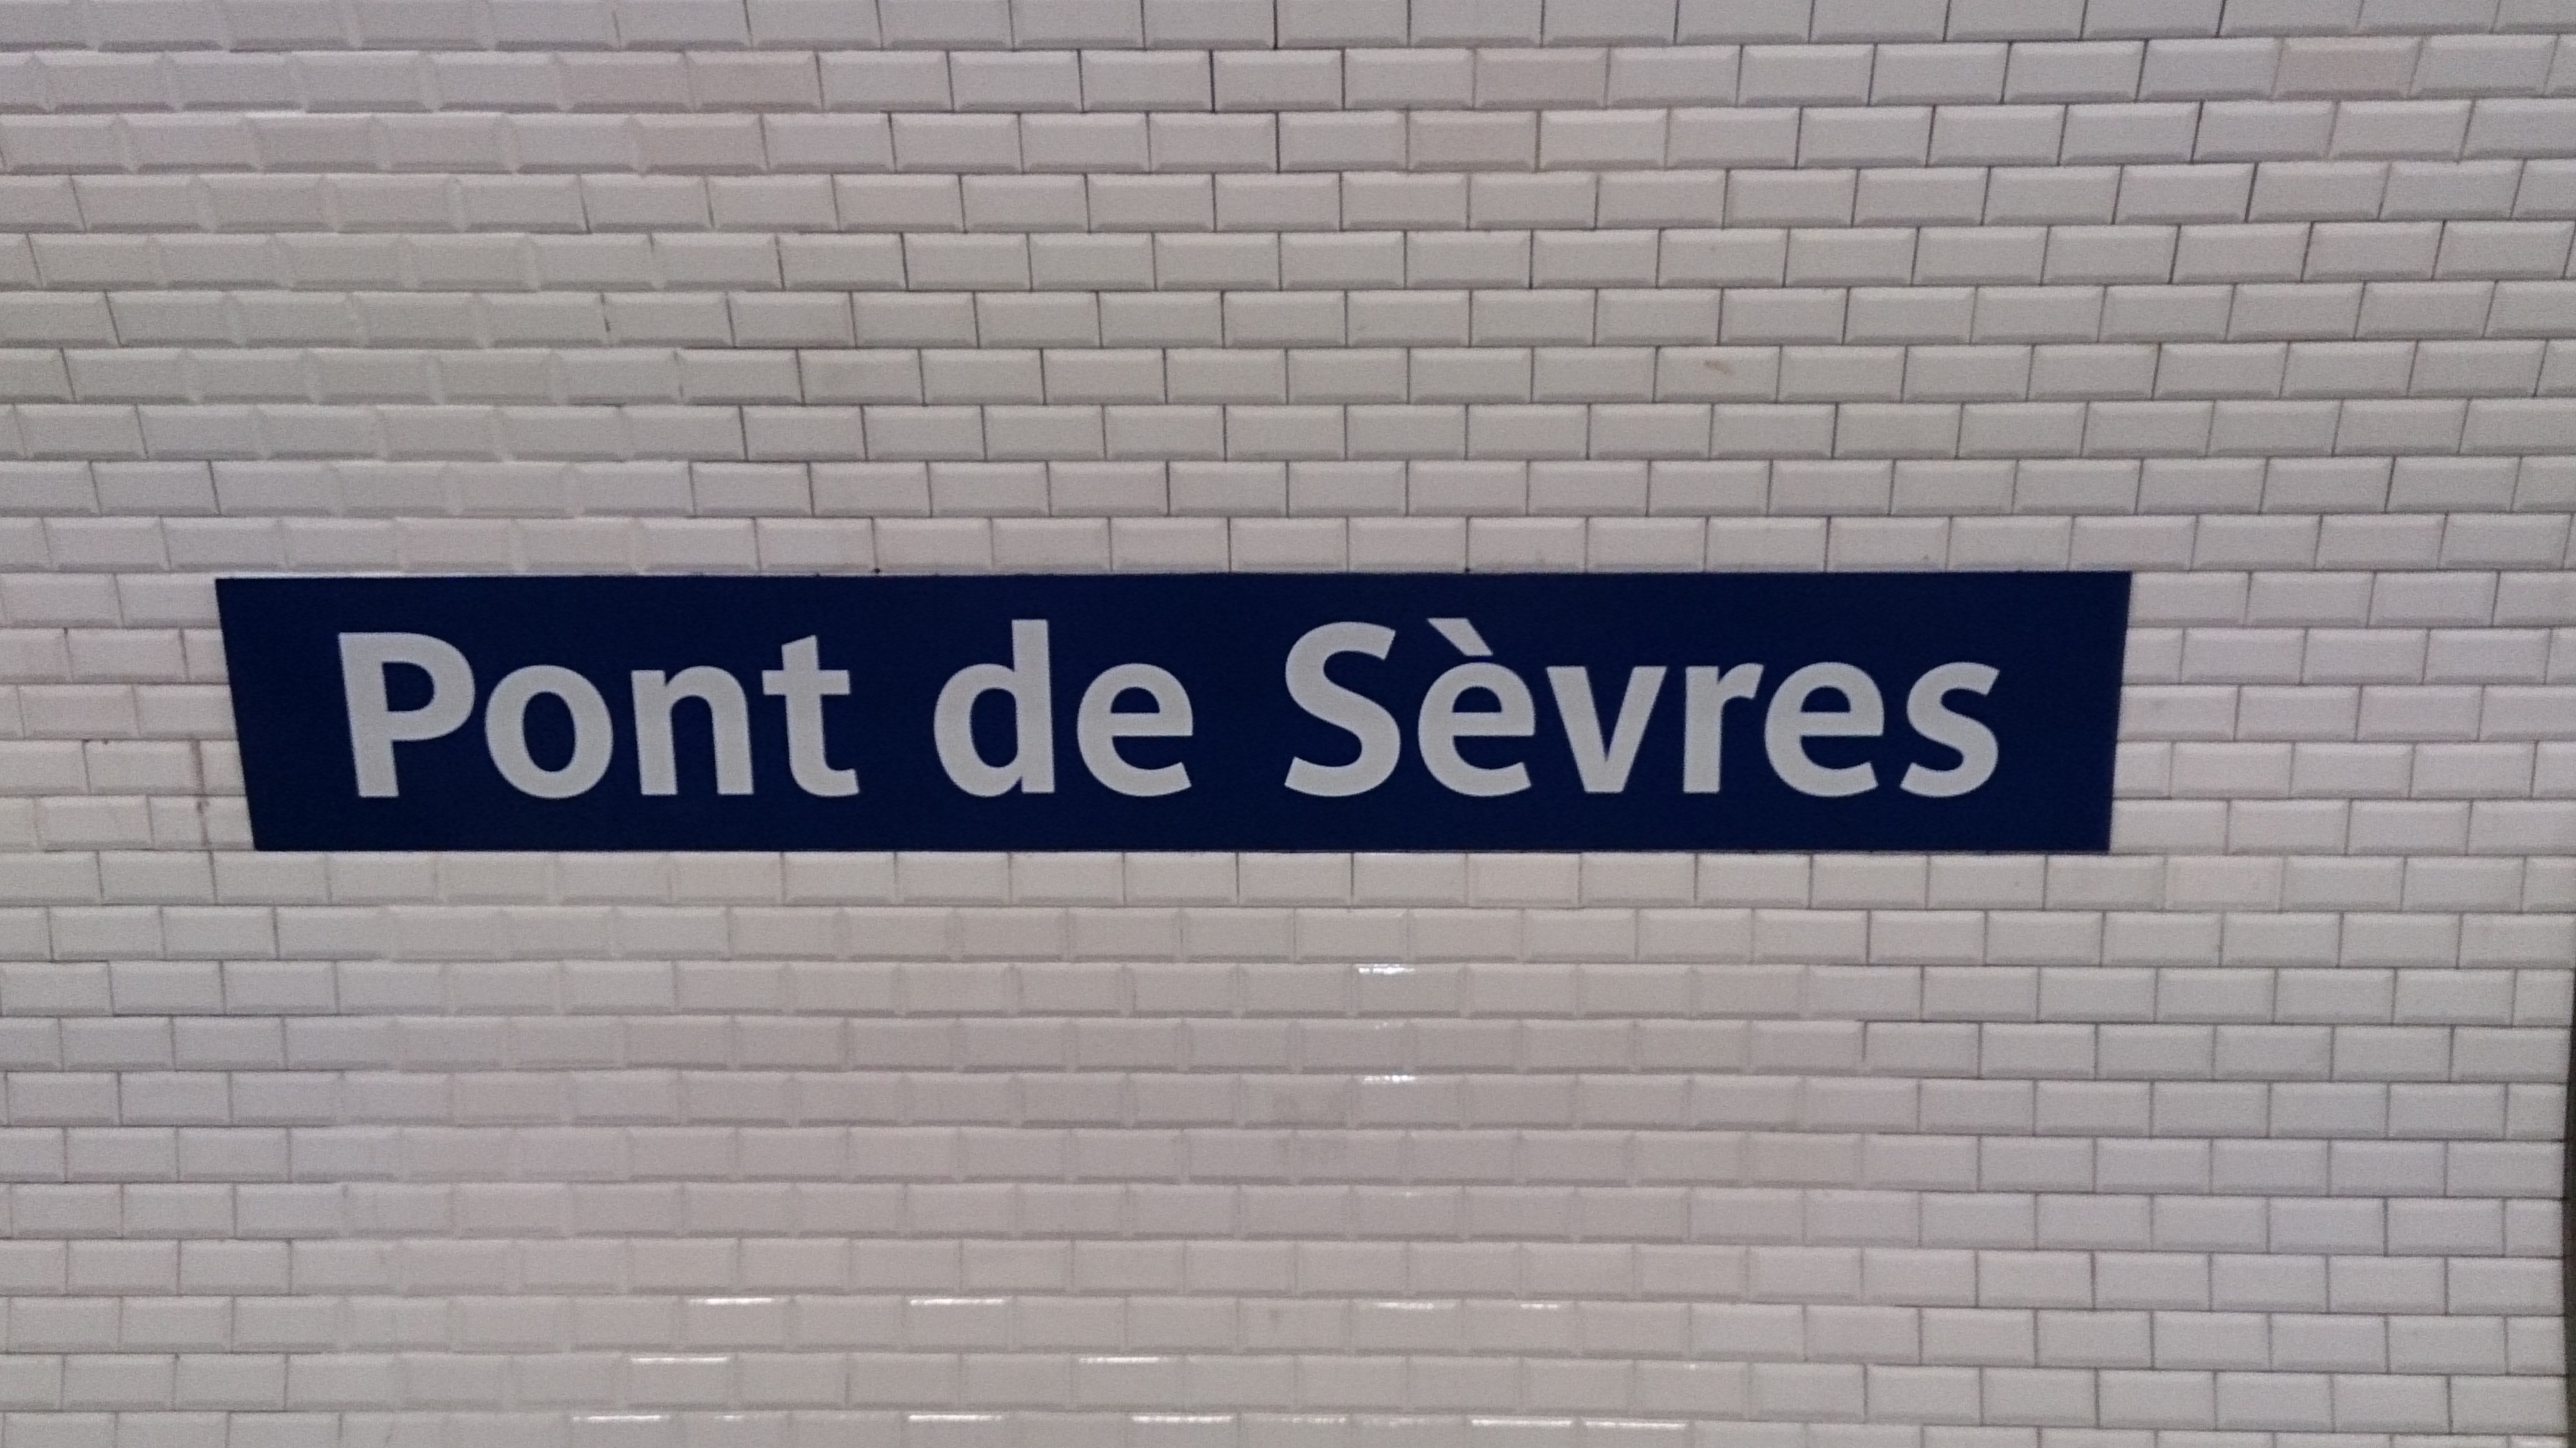 Pont de Sèvres